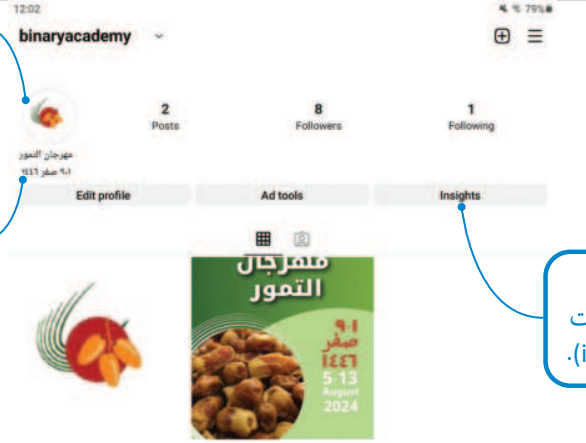 12:02
79%
binaryacademy
2
Posts
8
Followers
1
Following
مهرجان التمور
١-٩ صفر ١٤٤٦
Edit profile
Ad tools
Insights
مهرجان
التمور
١-٩
صفر
١٤٤٦
5-13
August
2024
ت
(i).